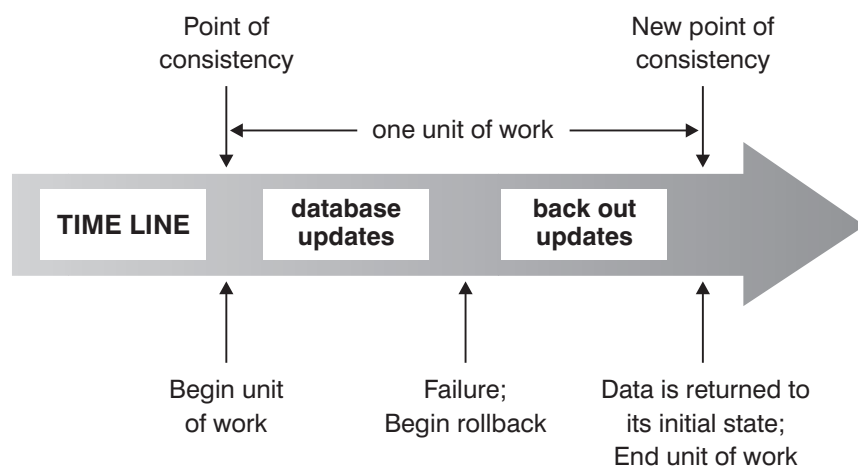 Point of
consistency
New point of
consistency
one unit of work
TIME LINE
database
updates
back out
updates
Begin unit
of work
Failure;
Begin rollback
Data is returned to
its initial state;
End unit of work